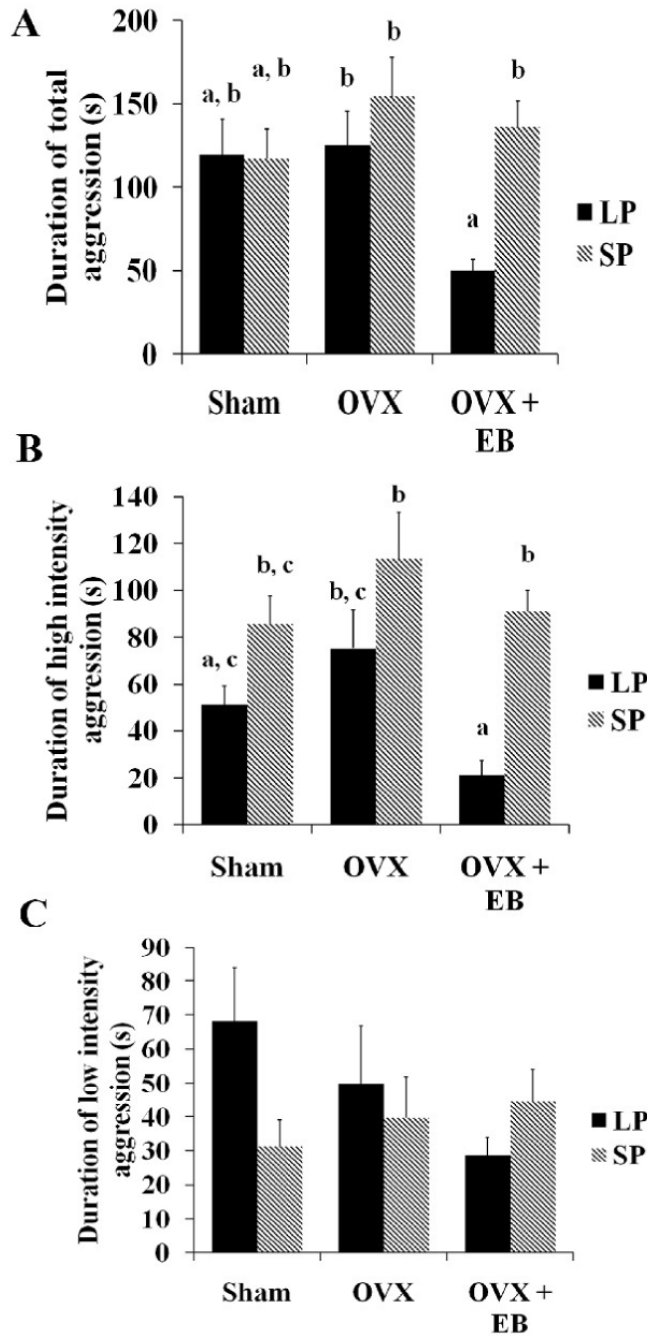 A
Duration of total
aggression (s)
200
150
100
50
0
a, b
a, b
b
b
a
b
Sham
OVX
OVX +
EB
LP
SP
B
Duration of high intensity
aggression (s)
140
120
100
80
60
40
20
0
a, c
b, c
b, c
b
a
b
Sham
OVX
OVX +
EB
LP
SP
C
Duration of low intensity
aggression (s)
90
80
70
60
50
40
30
20
10
0
Sham
OVX
OVX +
EB
LP
SP